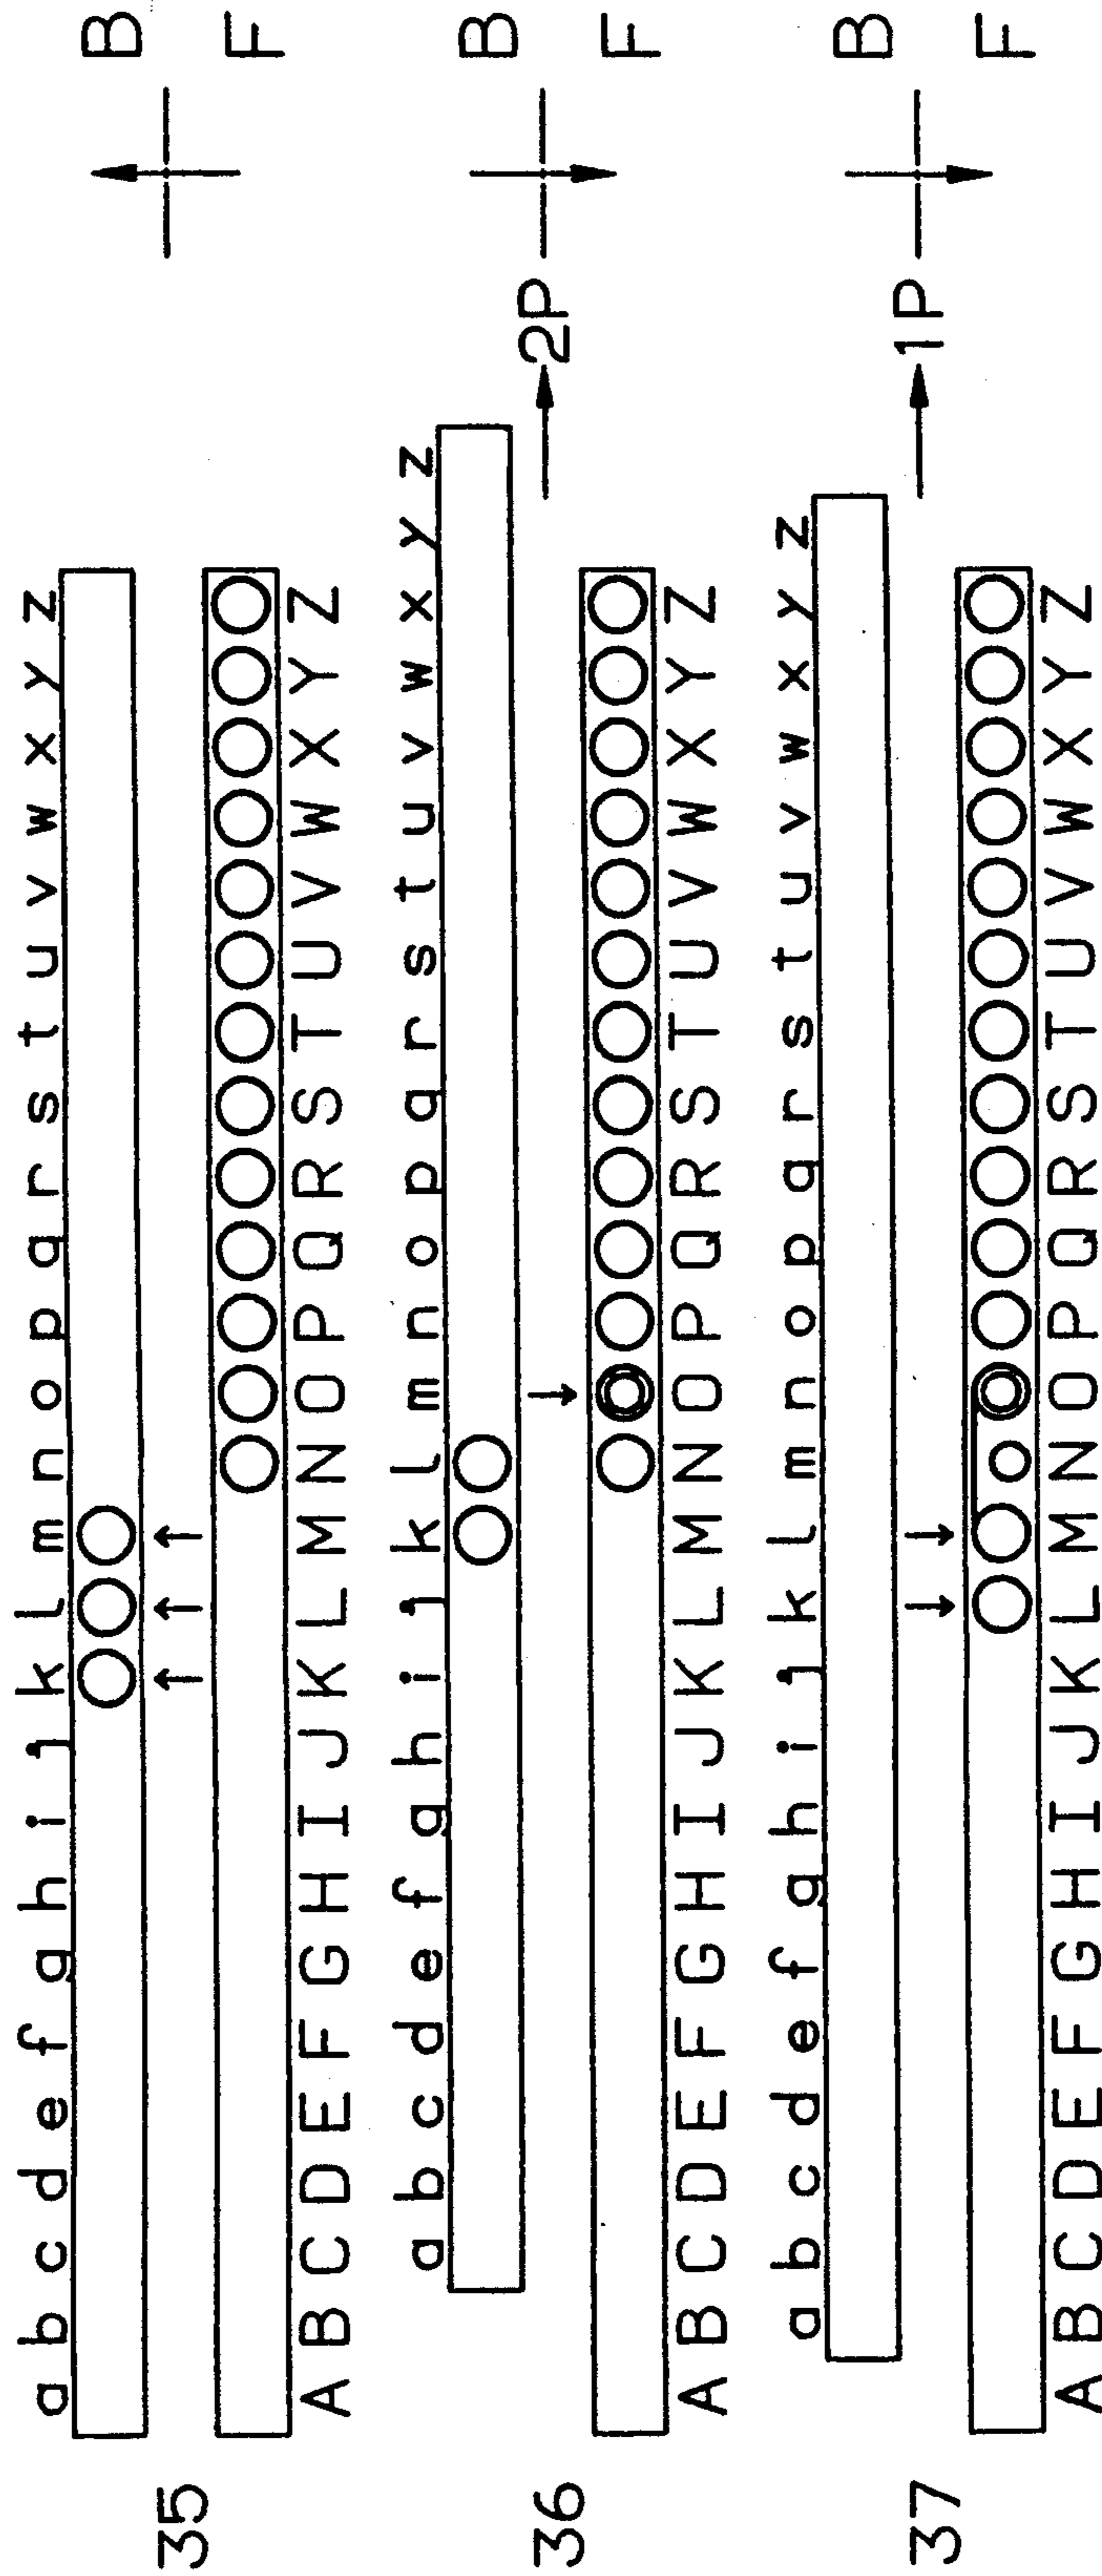 35
a b c d e f g h i j k l m n o p q r s t u v w x y z
B
F
A B C D E F G H I J K L M N O P Q R S T U V W X Y Z
36
a b c d e f g h i j k l m n o p q r s t u v w x y z
2P
B
F
A B C D E F G H I J K L M N O P Q R S T U V W X Y Z
37
a b c d e f g h i j k l m n o p q r s t u v w x y z
1P
B
F
A B C D E F G H I J K L M N O P Q R S T U V W X Y Z